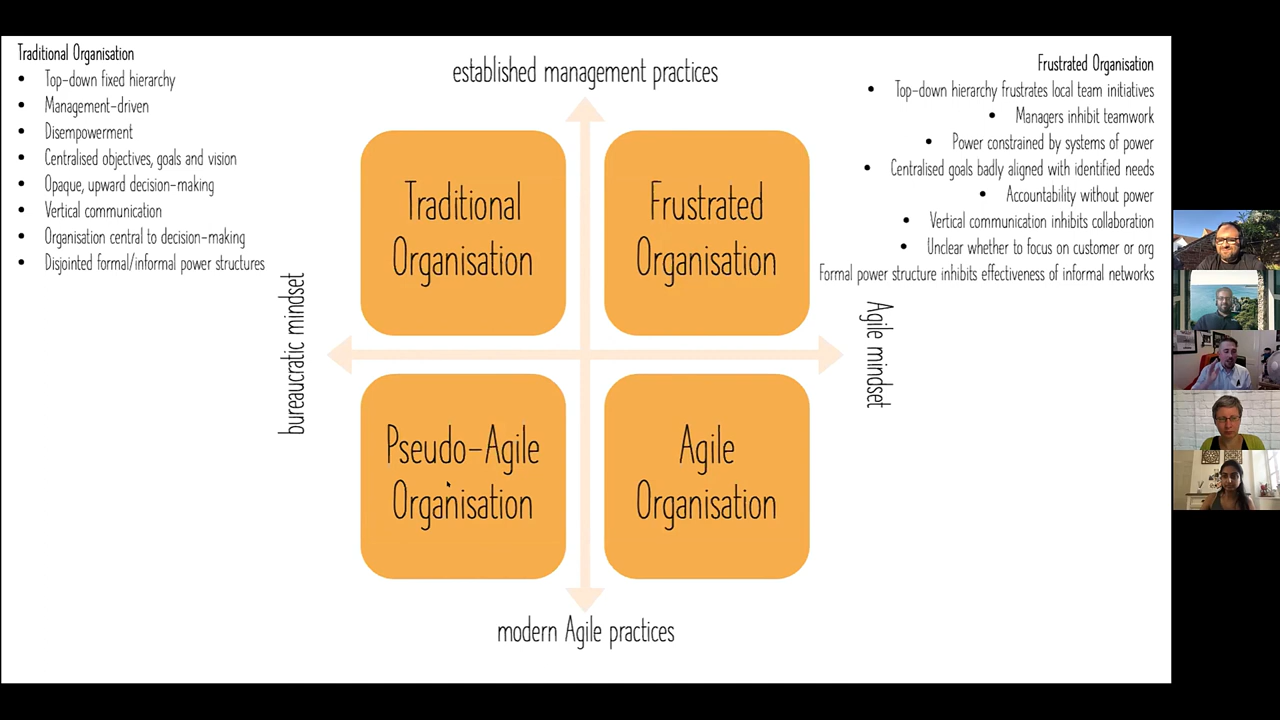 Traditional Organisation
• Top-down fixed hierarchy
• Management-driven
• Disempowerment
• Centralised objectives, goals and vision
• Opaque, upward decision-making
• Vertical communication
• Organisation central to decision-making
• Disjointed formal/informal power structures
established management practices
Frustrated Organisation
• Top-down hierarchy frustrates local team initiatives
• Managers inhibit teamwork
• Power constrained by systems of power
• Centralised goals badly aligned with identified needs
• Accountability without power
• Vertical communication inhibits collaboration
• Unclear whether to focus on customer or org
Formal power structure inhibits effectiveness of informal networks
Traditional
Organisation
Frustrated
Organisation
bureaucratic mindset
Agile mindset
Pseudo-Agile
Organisation
Agile
Organisation
modern Agile practices